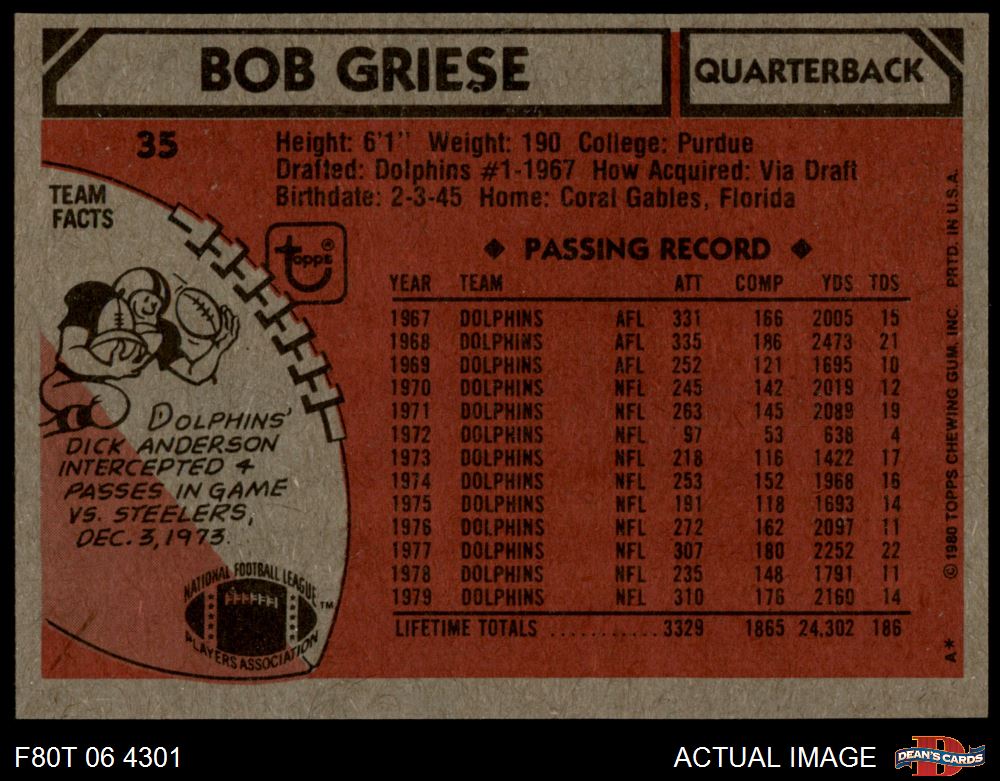 BOB GRIESE
QUARTERBACK
35
Height: 6'1" Weight: 190 College: Purdue
Drafted: Dolphins #1-1967 How Acquired: Via Draft
Birthdate: 2-3-45 Home: Coral Gables, Florida
TEAM
FACTS
Topps®
◆ PASSING RECORD ◆
YEAR TEAM ATT COMP YDS TDS
1967 DOLPHINS AFL 331 166 2005 15
1968 DOLPHINS AFL 335 186 2473 21
1969 DOLPHINS AFL 252 121 1695 10
1970 DOLPHINS NFL 245 142 2019 12
1971 DOLPHINS NFL 263 145 2089 19
1972 DOLPHINS NFL 97 53 638 4
1973 DOLPHINS NFL 218 116 1422 17
1974 DOLPHINS NFL 253 152 1968 16
1975 DOLPHINS NFL 191 118 1693 14
1976 DOLPHINS NFL 272 162 2097 11
1977 DOLPHINS NFL 307 180 2252 22
1978 DOLPHINS NFL 235 148 1791 11
1979 DOLPHINS NFL 310 176 2160 14
LIFETIME TOTALS ........... 3329 1865 24,302 186
DOLPHINS'
DICK ANDERSON
INTERCEPTED 4
PASSES IN GAME
VS. STEELERS,
DEC. 3, 1973.
NATIONAL FOOTBALL LEAGUE
PLAYERS ASSOCIATION
TM
A* © 1980 TOPPS CHEWING GUM, INC. PRTD. IN U.S.A.
F80T 06 4301
ACTUAL IMAGE
D
DEAN'S CARDS